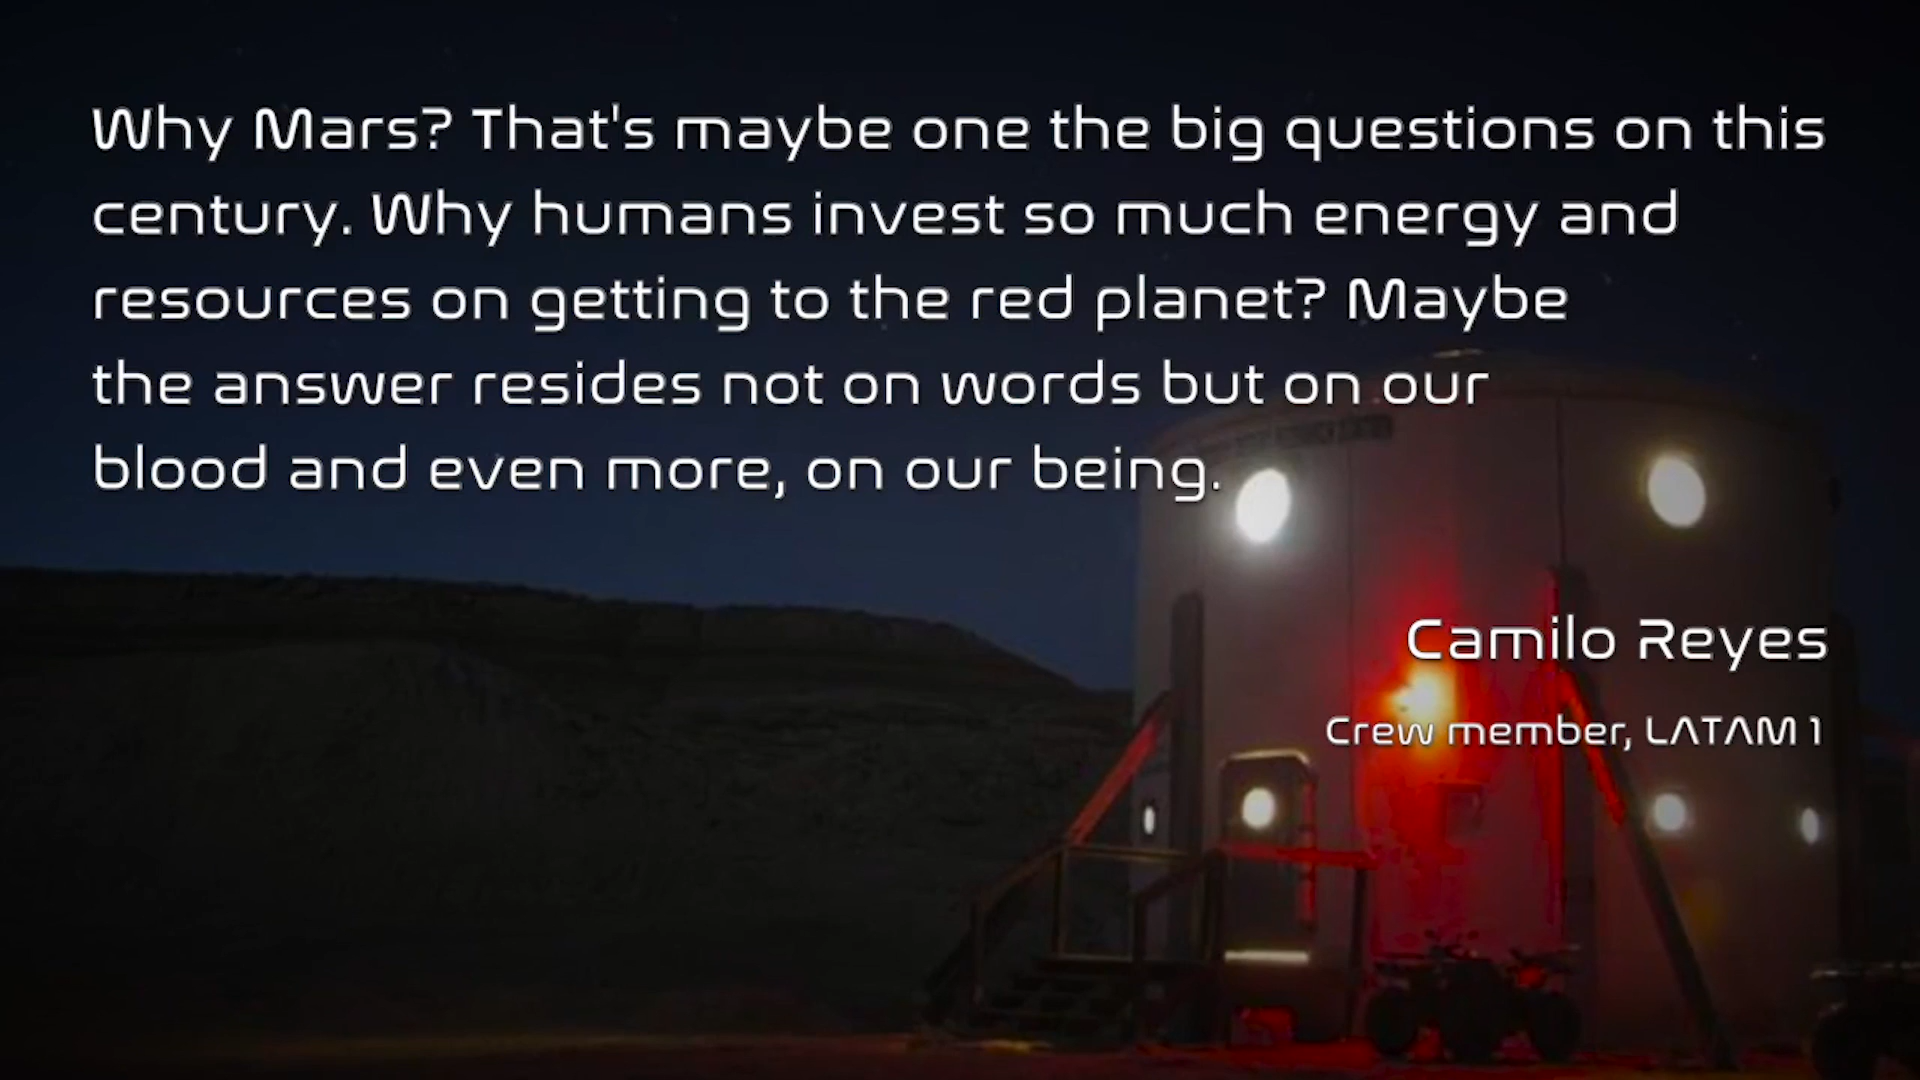 Why Mars? That's maybe one the big questions on this
century. Why humans invest so much energy and
resources on getting to the red planet? Maybe
the answer resides not on words but on our
blood and even more, on our being.
Camilo Reyes
Crew member, LATAM 1